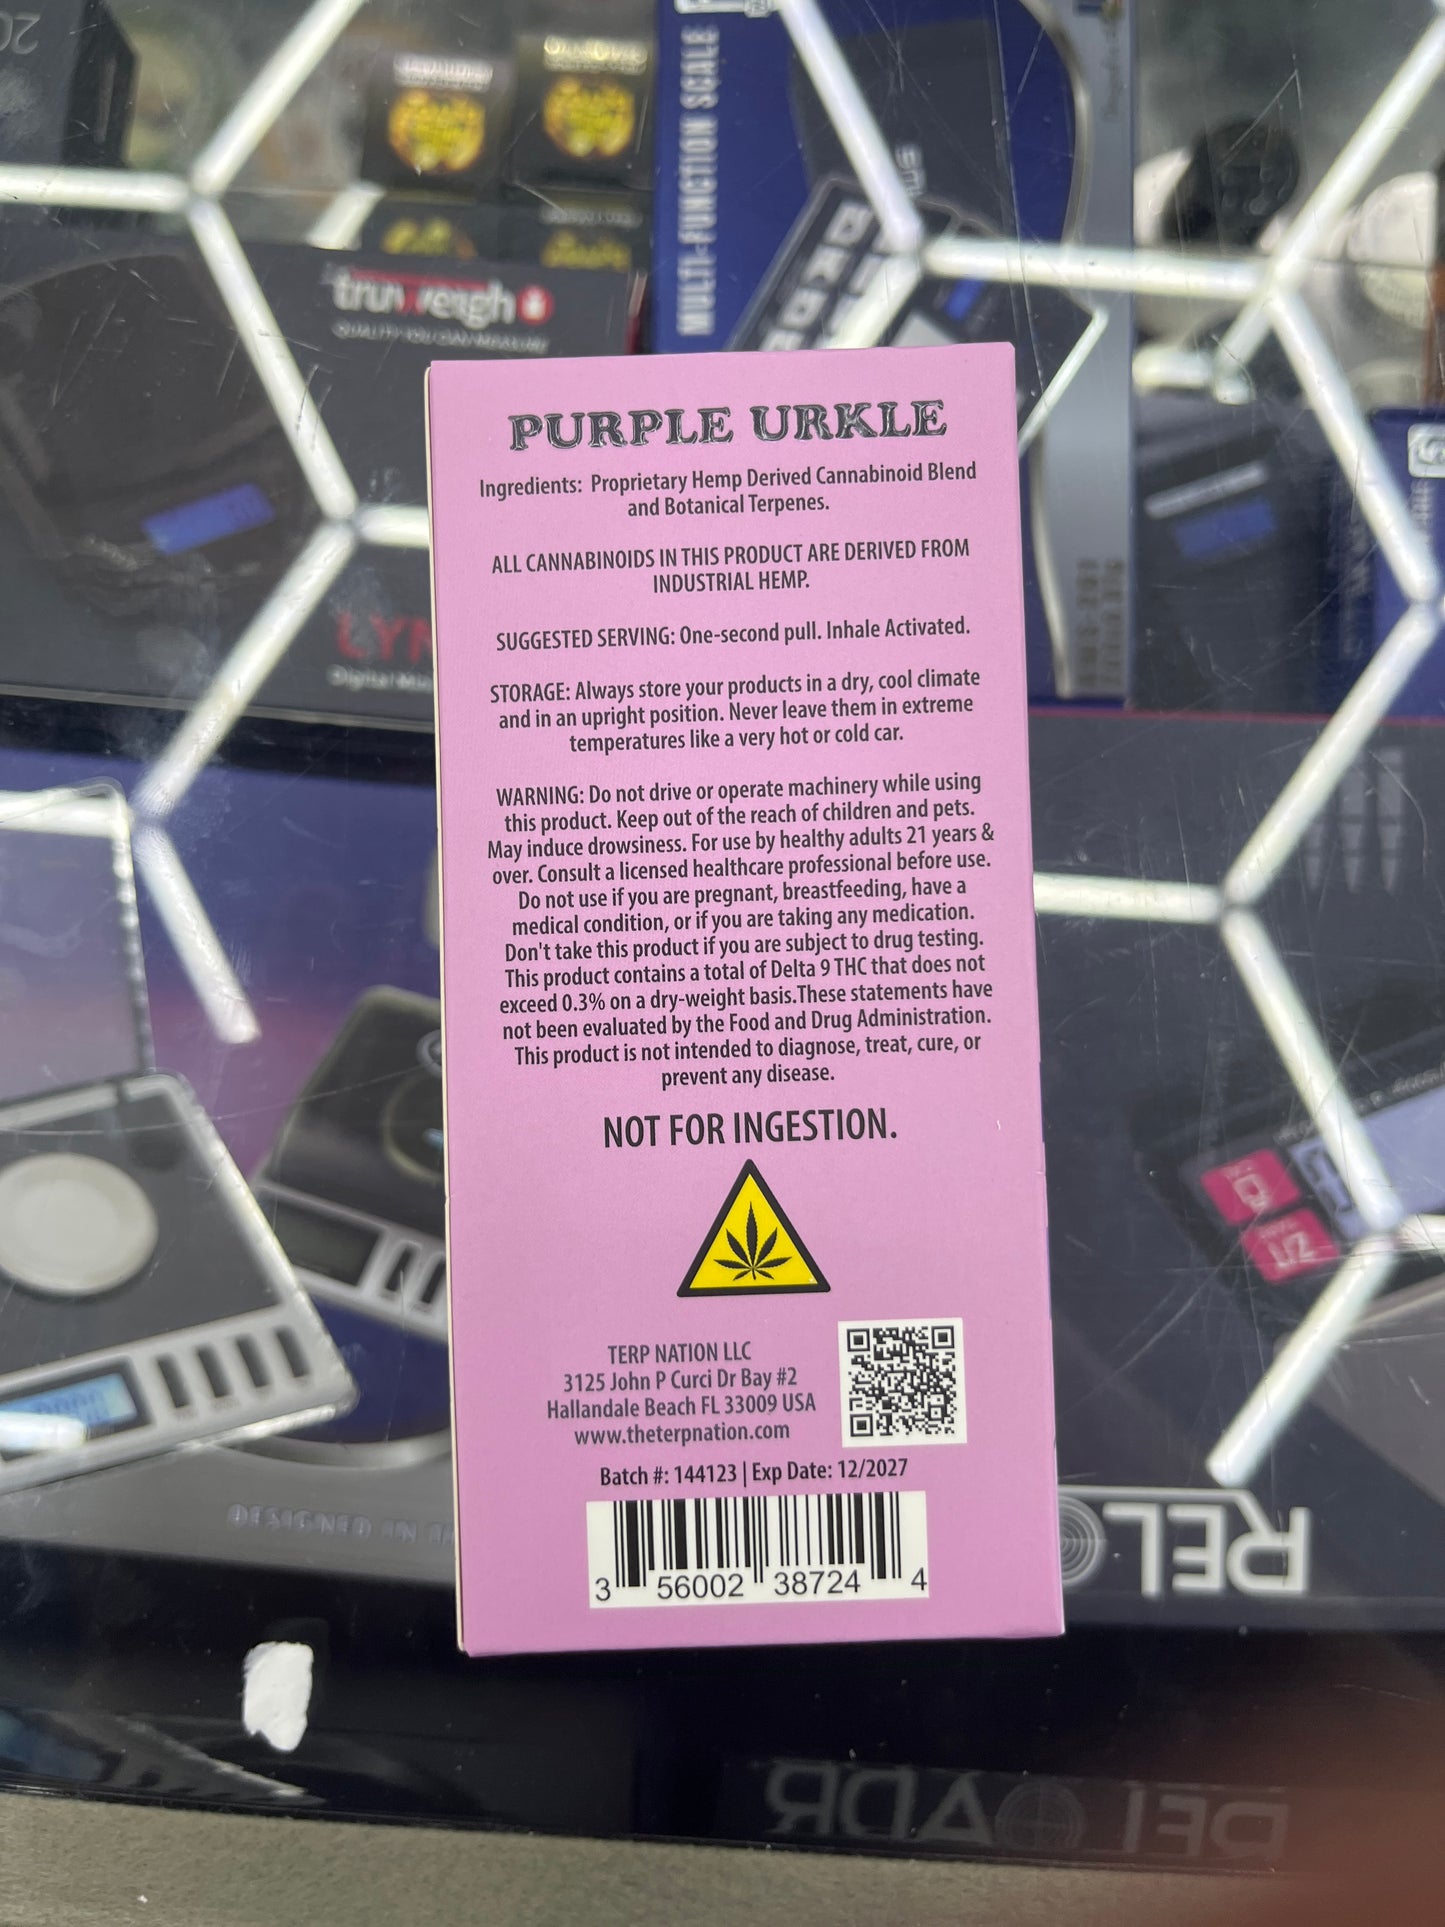 MULTI-FUNCTION SCALE
truweigh
QUALITY YOU CAN MEASURE
PURPLE URKLE
Ingredients: Proprietary Hemp Derived Cannabinoid Blend
and Botanical Terpenes.
ALL CANNABINOIDS IN THIS PRODUCT ARE DERIVED FROM
INDUSTRIAL HEMP.
SUGGESTED SERVING: One-second pull. Inhale Activated.
STORAGE: Always store your products in a dry, cool climate
and in an upright position. Never leave them in extreme
temperatures like a very hot or cold car.
WARNING: Do not drive or operate machinery while using
this product. Keep out of the reach of children and pets.
May induce drowsiness. For use by healthy adults 21 years &
over. Consult a licensed healthcare professional before use.
Do not use if you are pregnant, breastfeeding, have a
medical condition, or if you are taking any medication.
Don't take this product if you are subject to drug testing.
This product contains a total of Delta 9 THC that does not
exceed 0.3% on a dry-weight basis.These statements have
not been evaluated by the Food and Drug Administration.
This product is not intended to diagnose, treat, cure, or
prevent any disease.
NOT FOR INGESTION.
TERP NATION LLC
3125 John P Curci Dr Bay #2
Hallandale Beach FL 33009 USA
www.theterpnation.com
Batch #: 144123 | Exp Date: 12/2027
3 56002 38724 4
DESIGNED IN